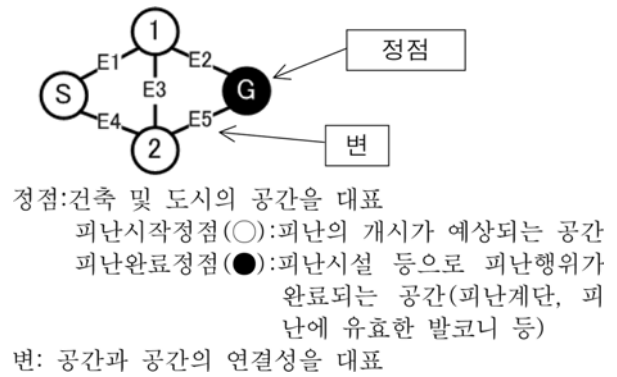 1
정점
E1
E2
S
E3
G
E4
E5
2
변
정점:건축 및 도시의 공간을 대표
피난시작정점(○):피난의 개시가 예상되는 공간
피난완료정점(●):피난시설 등으로 피난행위가
완료되는 공간(피난계단, 피
난에 유효한 발코니 등)
변: 공간과 공간의 연결성을 대표